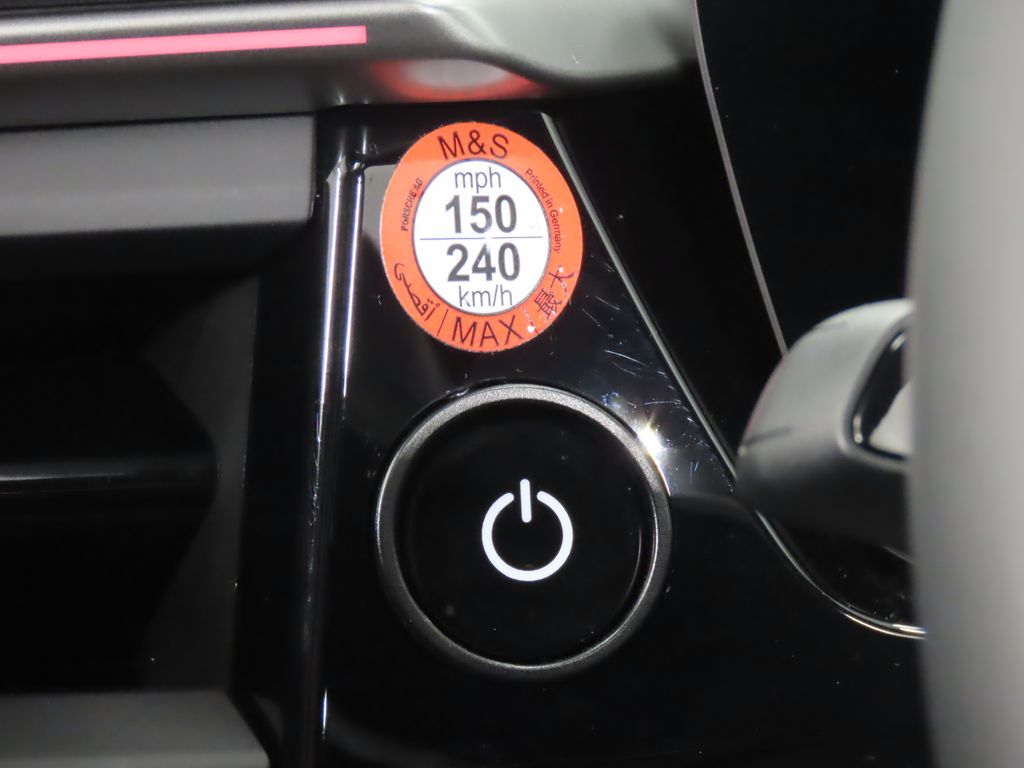 M&S
PORSCHE AG
Printed in Germany
mph
150
240
km/h
أقصى | MAX | 最大